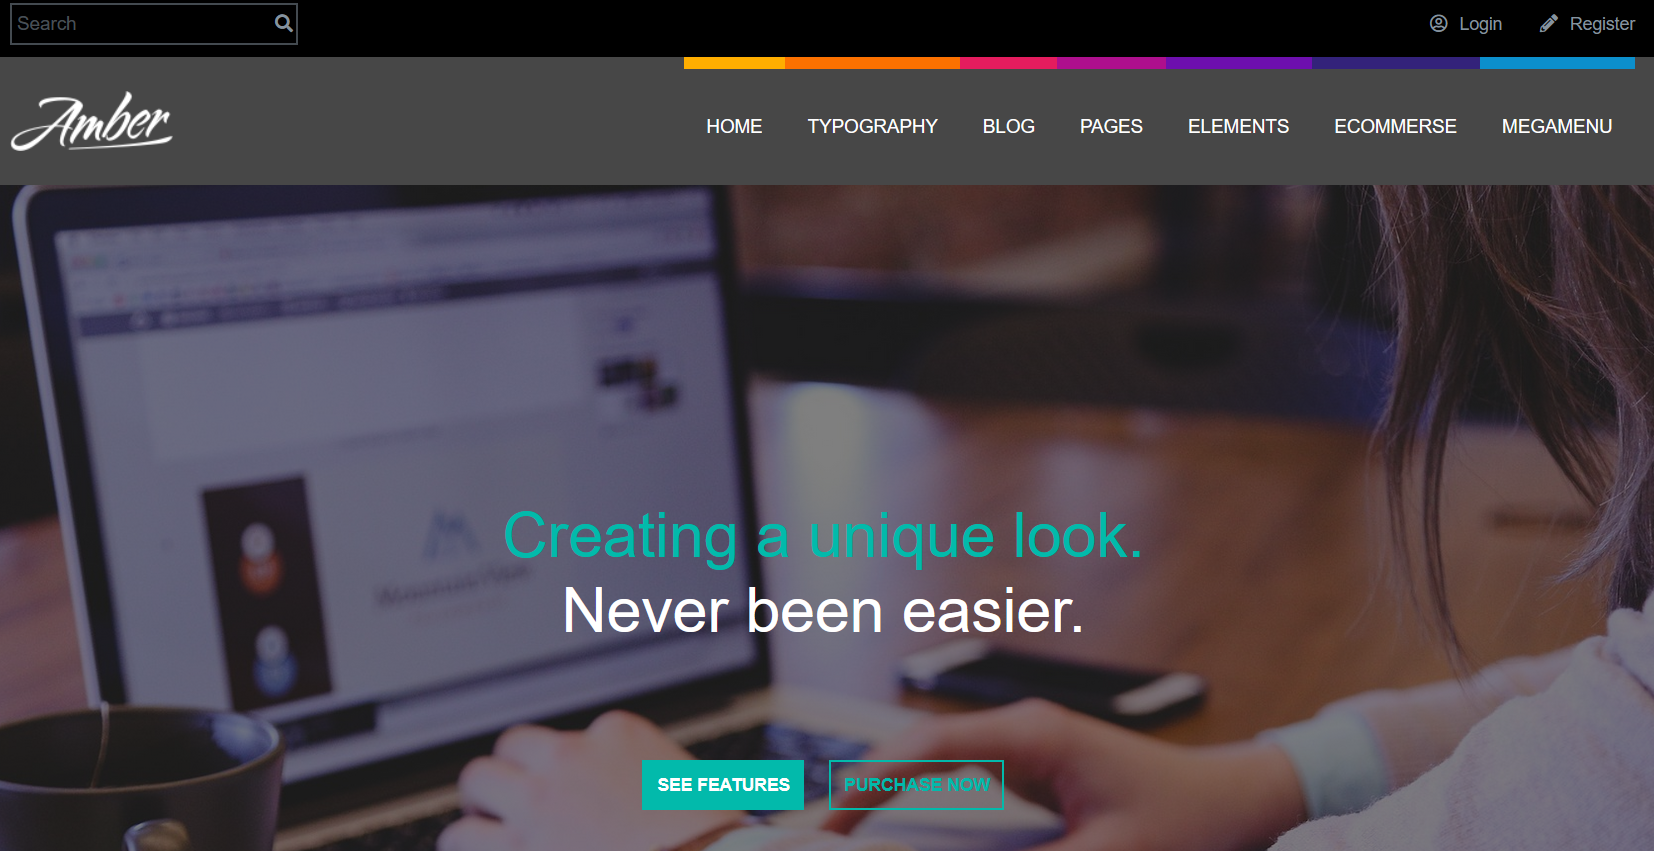 Search
Login
Register
Amber
HOME
TYPOGRAPHY
BLOG
PAGES
ELEMENTS
ECOMMERSE
MEGAMENU
Creating a unique look.
Never been easier.
SEE FEATURES
PURCHASE NOW